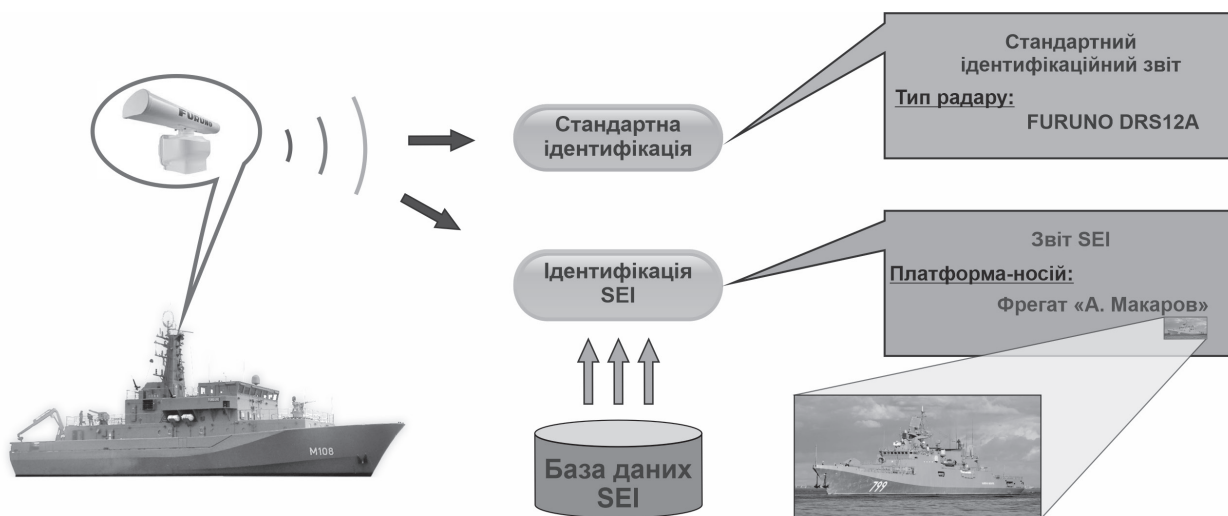 Стандартний
ідентифікаційний звіт
Тип радару:
FURUNO DRS12A
FURUNO
Стандартна
ідентифікація
Звіт SEI
Платформа-носій:
Фрегат «А. Макаров»
Ідентифікація
SEI
M108
База даних
SEI
799